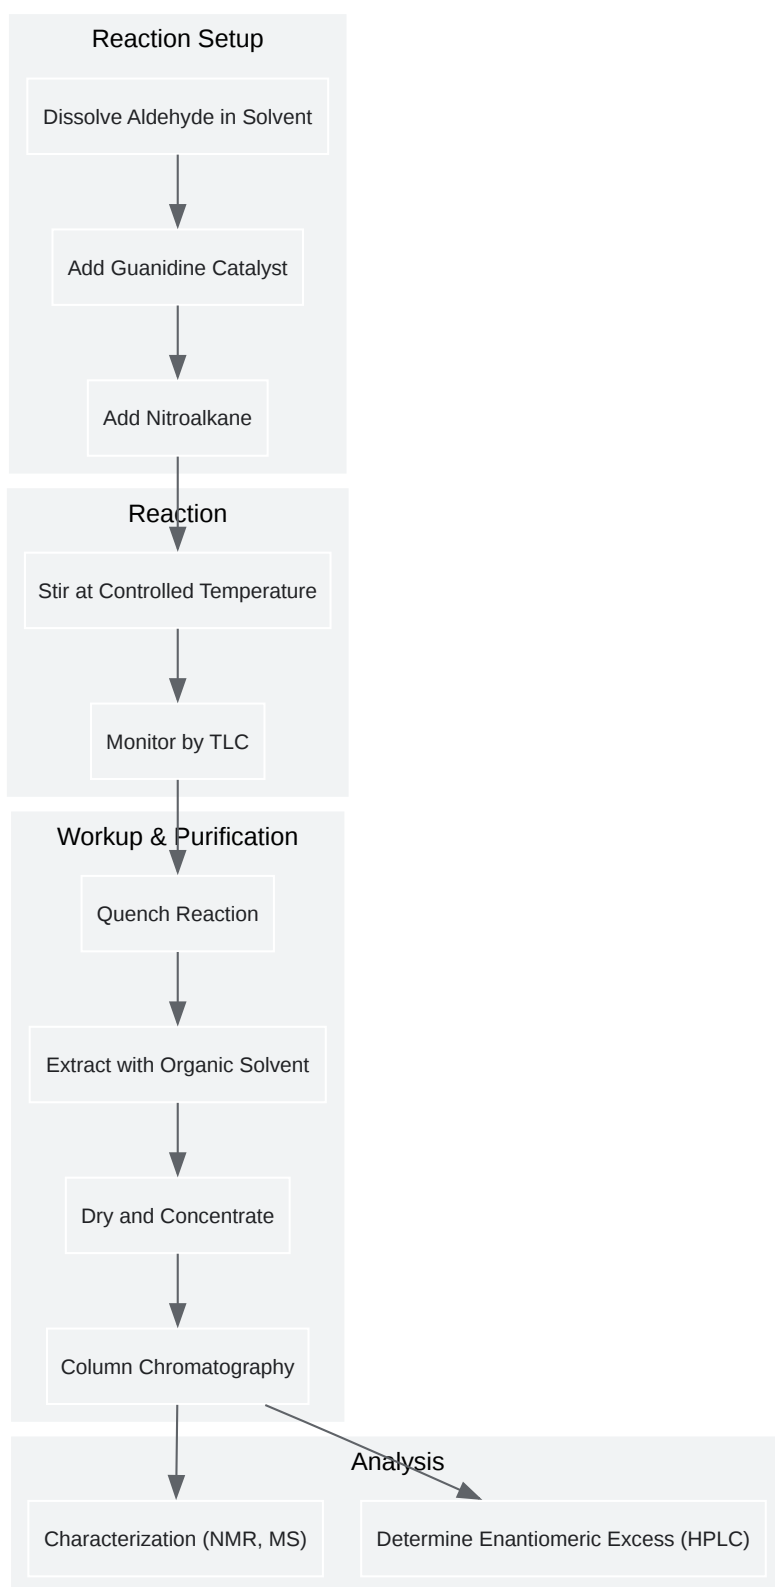 Reaction Setup
Dissolve Aldehyde in Solvent
Add Guanidine Catalyst
Add Nitroalkane
Reaction
Stir at Controlled Temperature
Monitor by TLC
Workup & Purification
Quench Reaction
Extract with Organic Solvent
Dry and Concentrate
Column Chromatography
Analysis
Characterization (NMR, MS)
Determine Enantiomeric Excess (HPLC)